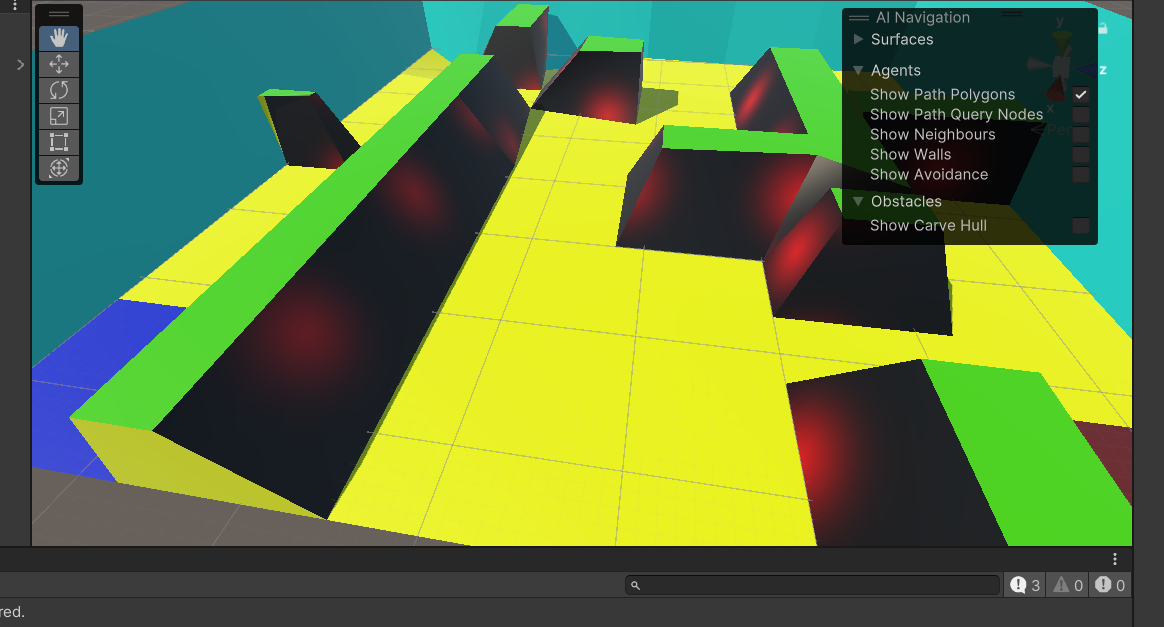 AI Navigation
Surfaces
Agents
Show Path Polygons
Show Path Query Nodes
Show Neighbours
Show Walls
Show Avoidance
Obstacles
Show Carve Hull
y
z
x
3
0
0
red.